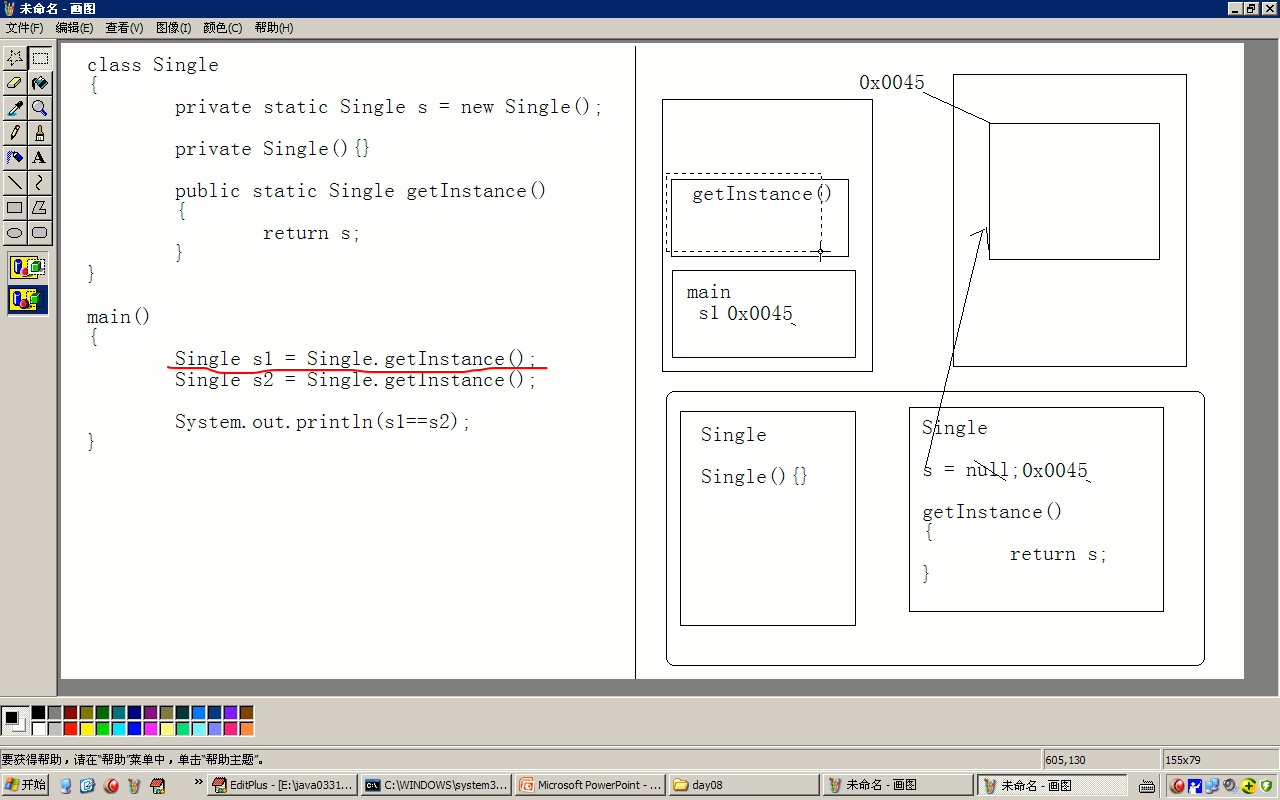 未命名 - 画图
文件(F) 编辑(E) 查看(V) 图像(I) 颜色(C) 帮助(H)
class Single
{
private static Single s = new Single();
private Single(){}
public static Single getInstance()
{
return s;
}
}
main()
{
Single s1 = Single.getInstance();
Single s2 = Single.getInstance();
System.out.println(s1==s2);
}
getInstance()
main
s1 0x0045
0x0045
Single
Single(){}
Single
s = null;0x0045
getInstance()
{
return s;
}
要获得帮助，请在“帮助”菜单中，单击“帮助主题”。
605,130
155x79
开始
EditPlus - [E:\java0331...
C:\WINDOWS\system3...
Microsoft PowerPoint - ...
day08
未命名 - 画图
未命名 - 画图